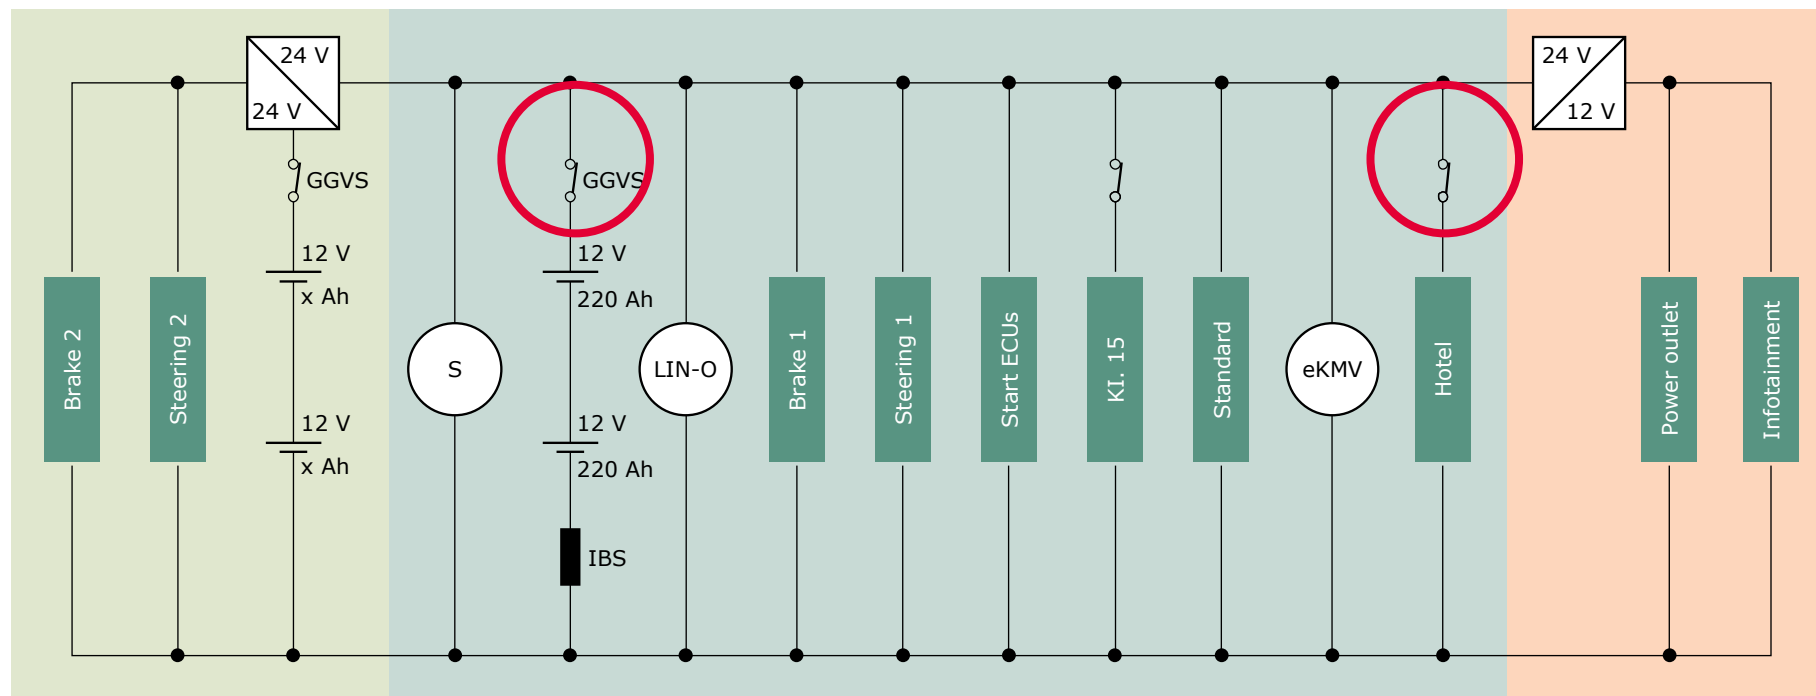 24 V
24 V
24 V
12 V
GGVS
GGVS
12 V
x Ah
12 V
220 Ah
12 V
x Ah
12 V
220 Ah
IBS
Brake 2
Steering 2
S
LIN-O
Brake 1
Steering 1
Start ECUs
KI. 15
Standard
eKMV
Hotel
Power outlet
Infotainment